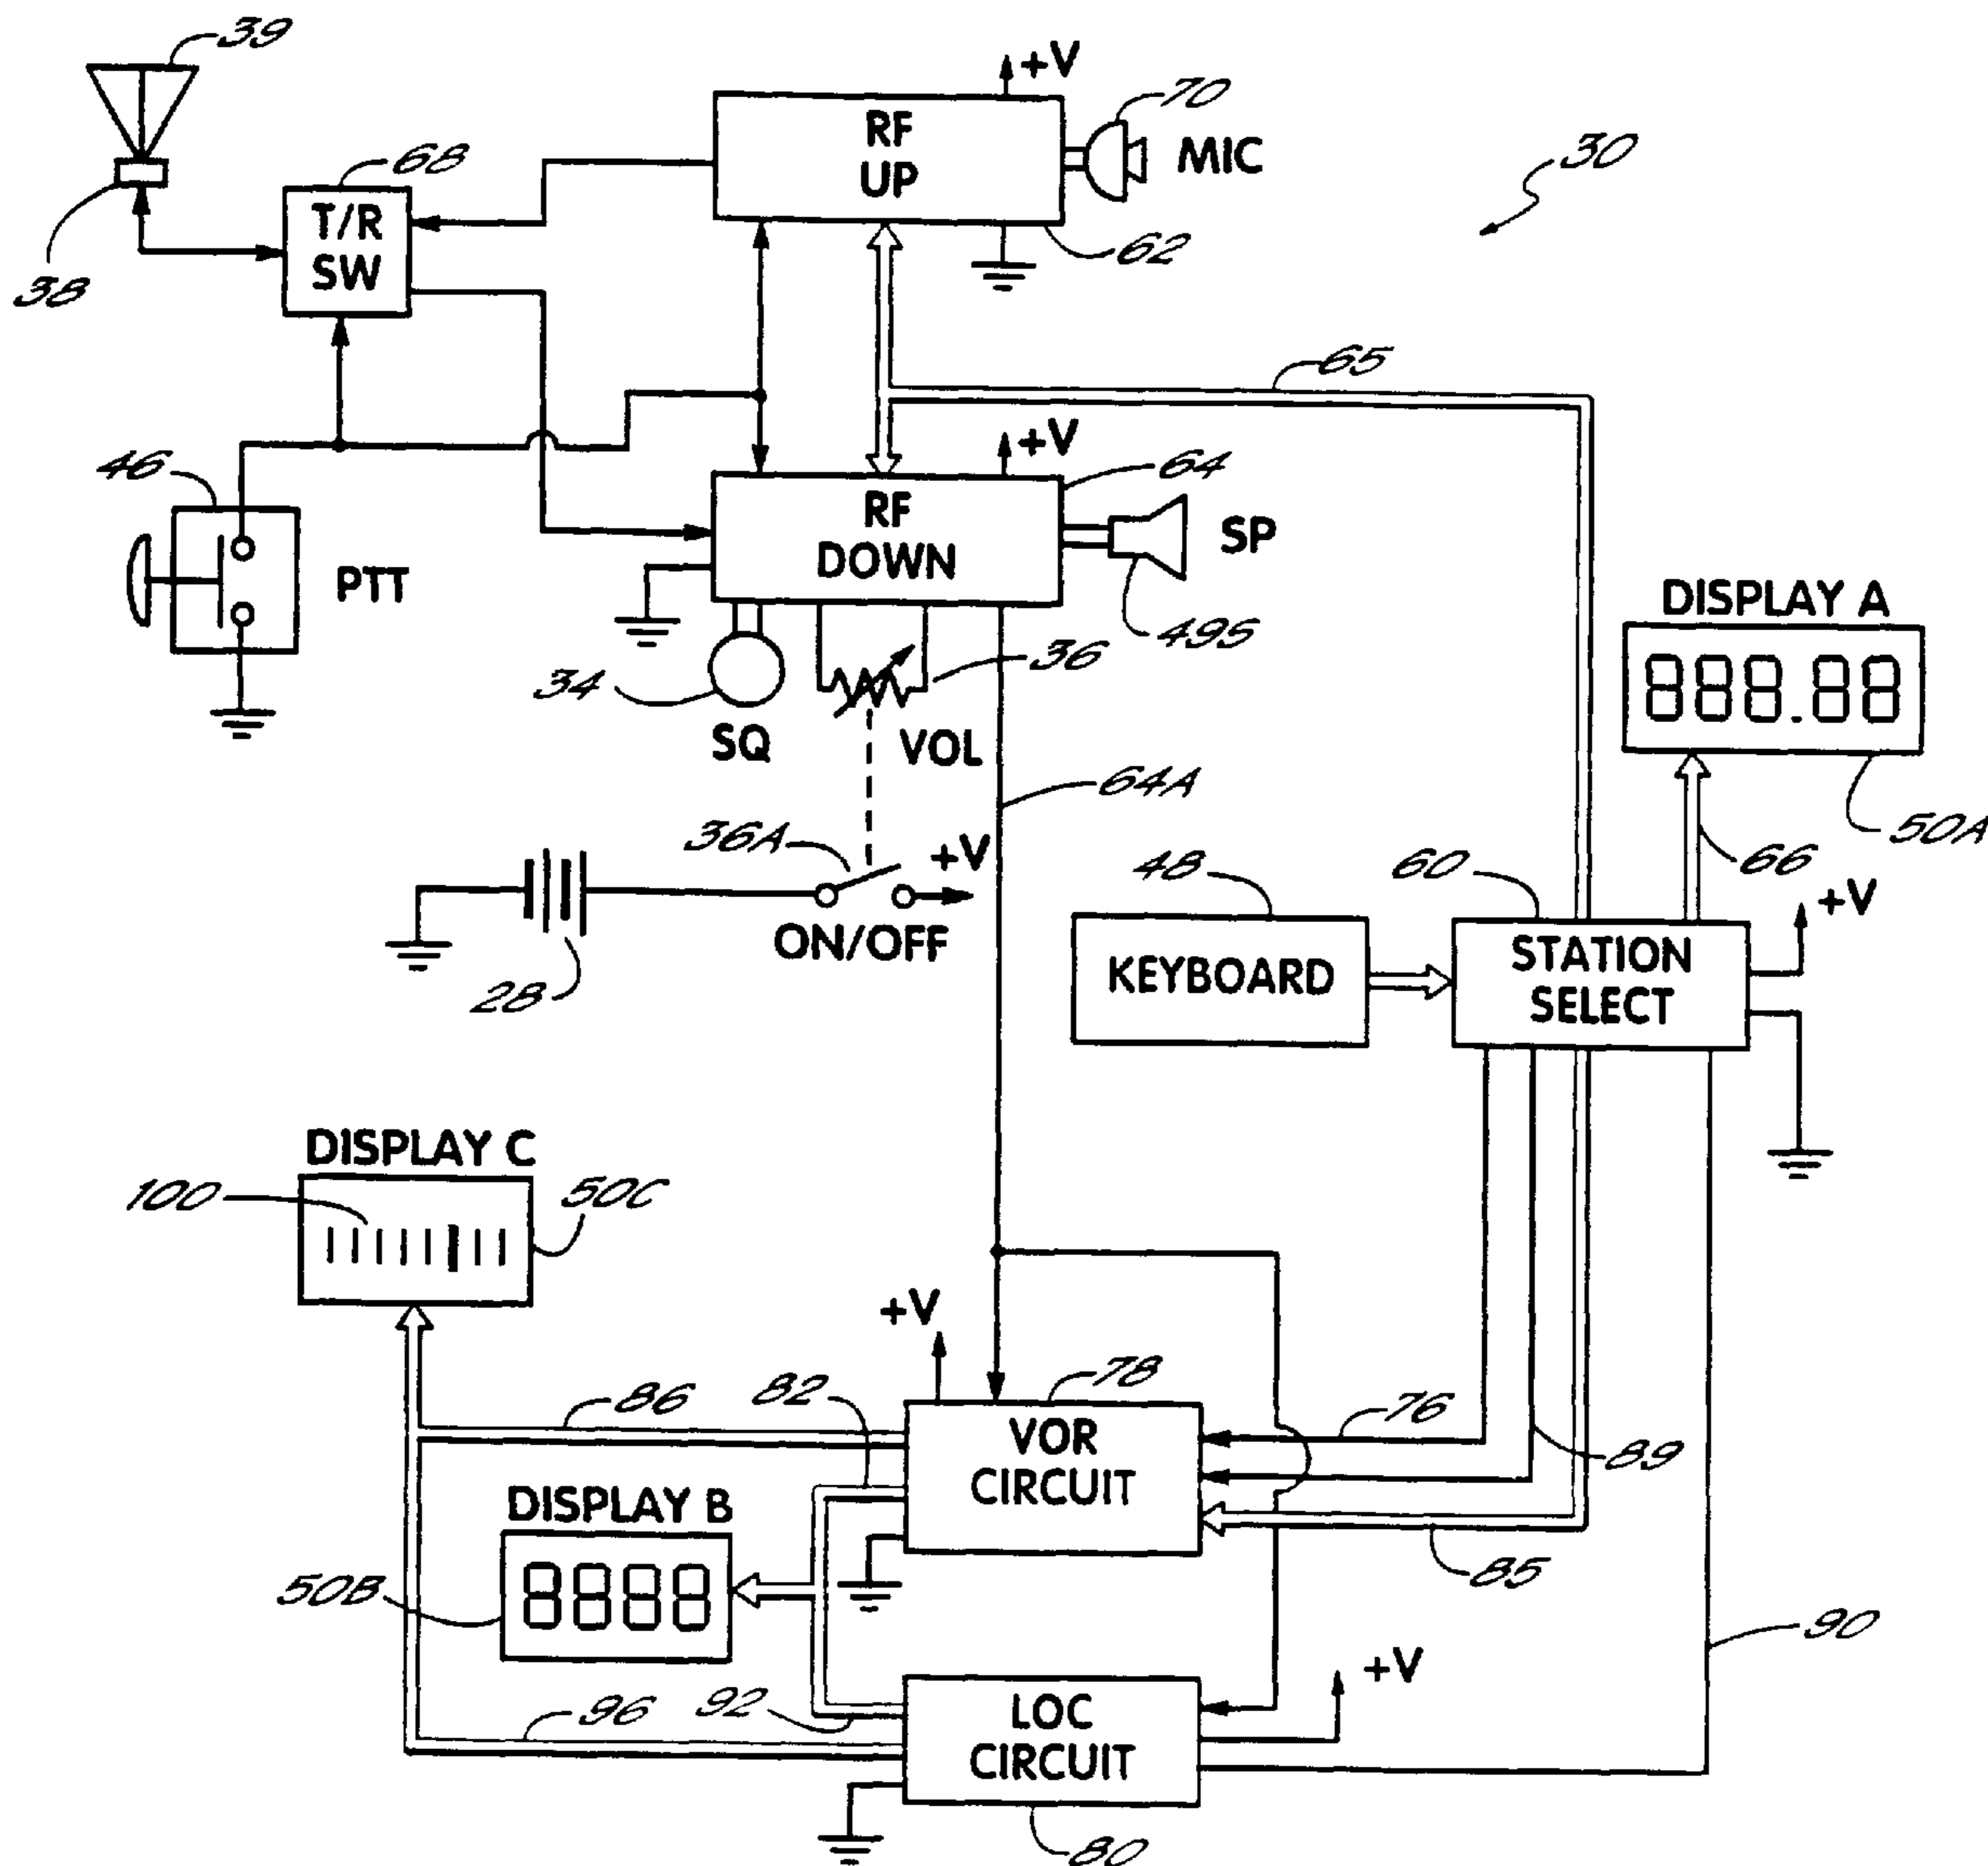 39
+V
70
RF
UP
MIC
30
68
T/R
SW
38
62
65
+V
64
46
RF
DOWN
SP
PTT
DISPLAY A
888.88
495
34
36
SQ
VOL
64A
50A
36A
+V
48
60
66
+V
ON/OFF
28
KEYBOARD
STATION
SELECT
DISPLAY C
100
50C
+V
86
82
78
76
89
VOR
CIRCUIT
DISPLAY B
50B
8888
85
90
+V
96
92
LOC
CIRCUIT
80